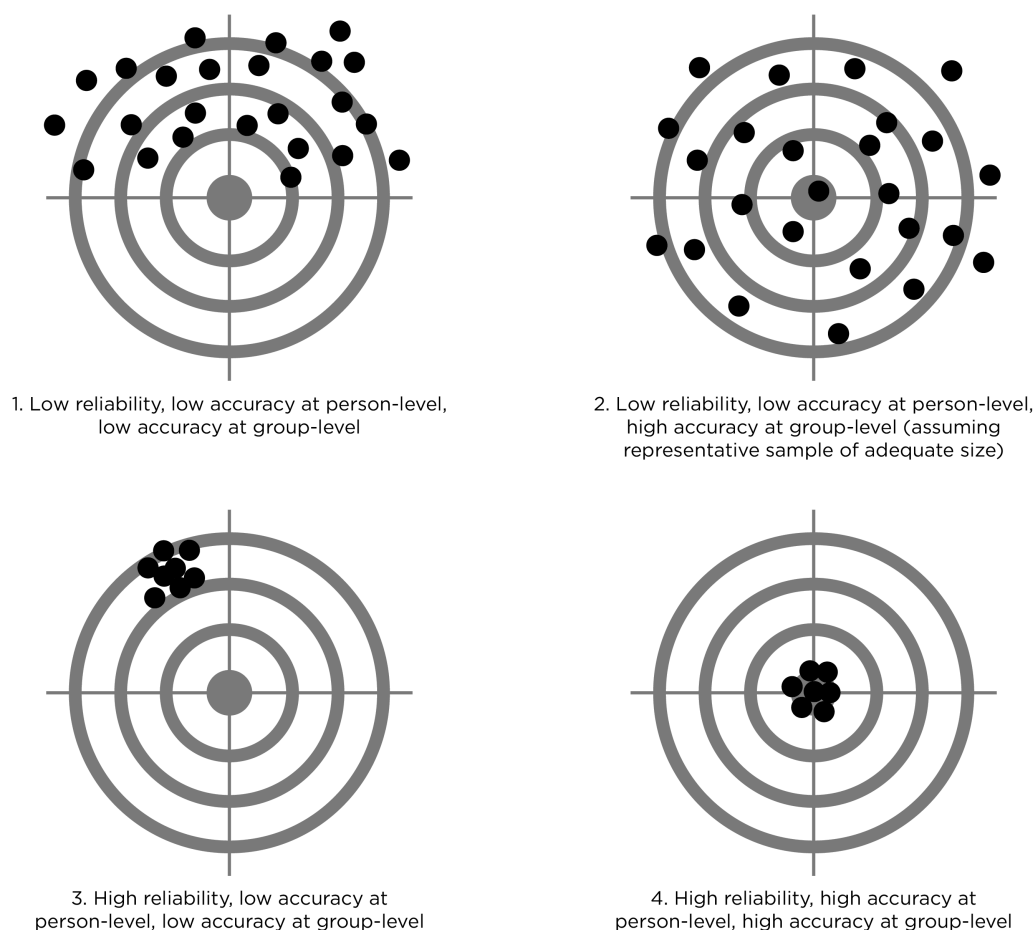 1. Low reliability, low accuracy at person-level,
low accuracy at group-level
2. Low reliability, low accuracy at person-level,
high accuracy at group-level (assuming
representative sample of adequate size)
3. High reliability, low accuracy at
person-level, low accuracy at group-level
4. High reliability, high accuracy at
person-level, high accuracy at group-level